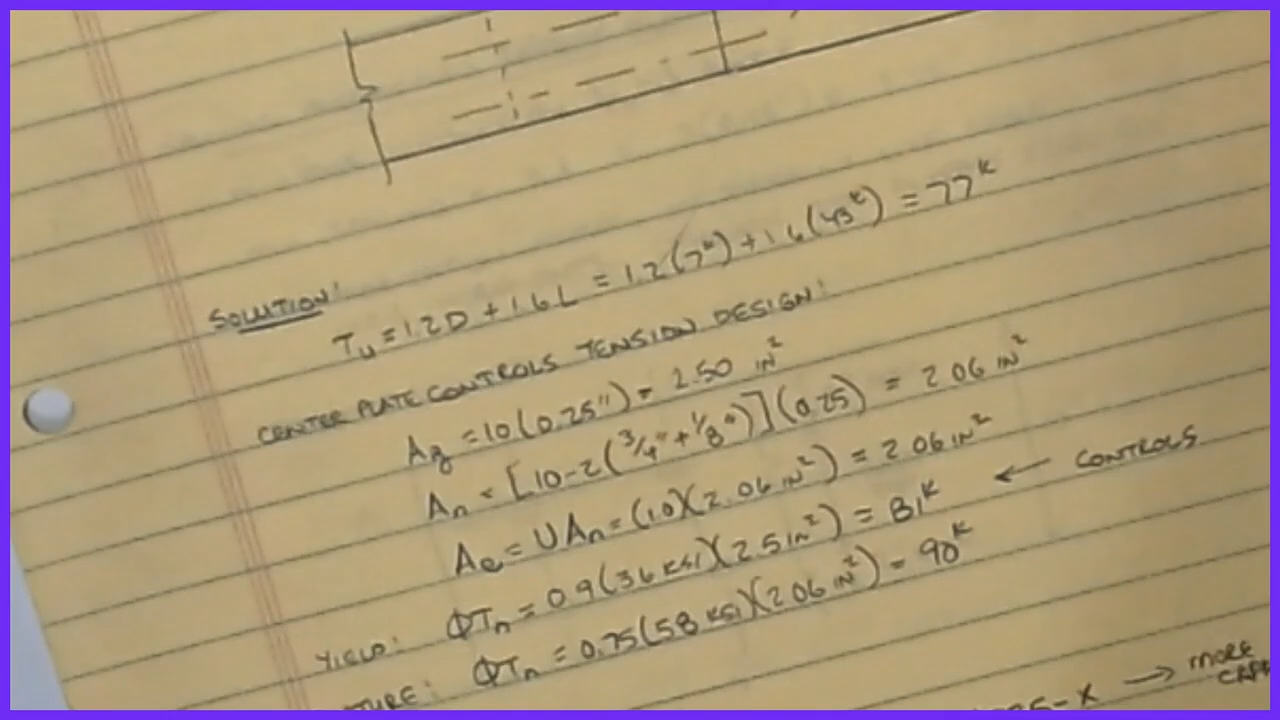 SOLUTION:
Tu = 1.2D + 1.6L = 1.2(7ᵏ) + 1.6(43ᵏ) = 77ᵏ
CENTER PLATE CONTROLS TENSION DESIGN:
Ag = 10(0.25") = 2.50 IN²
An = [10-2(3/4" + 1/8")](0.25) = 2.06 IN²
Ae = UAn = (1.0)(2.06 IN²) = 2.06 IN²
YIELD: ΦTn = 0.9(36 KSI)(2.5 IN²) = 81ᵏ ← CONTROLS
TURE: ΦTn = 0.75(58 KSI)(2.06 IN²) = 90ᵏ
-X → MORE